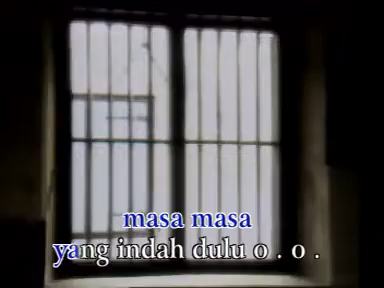 masa masa
yang indah dulu o . o .